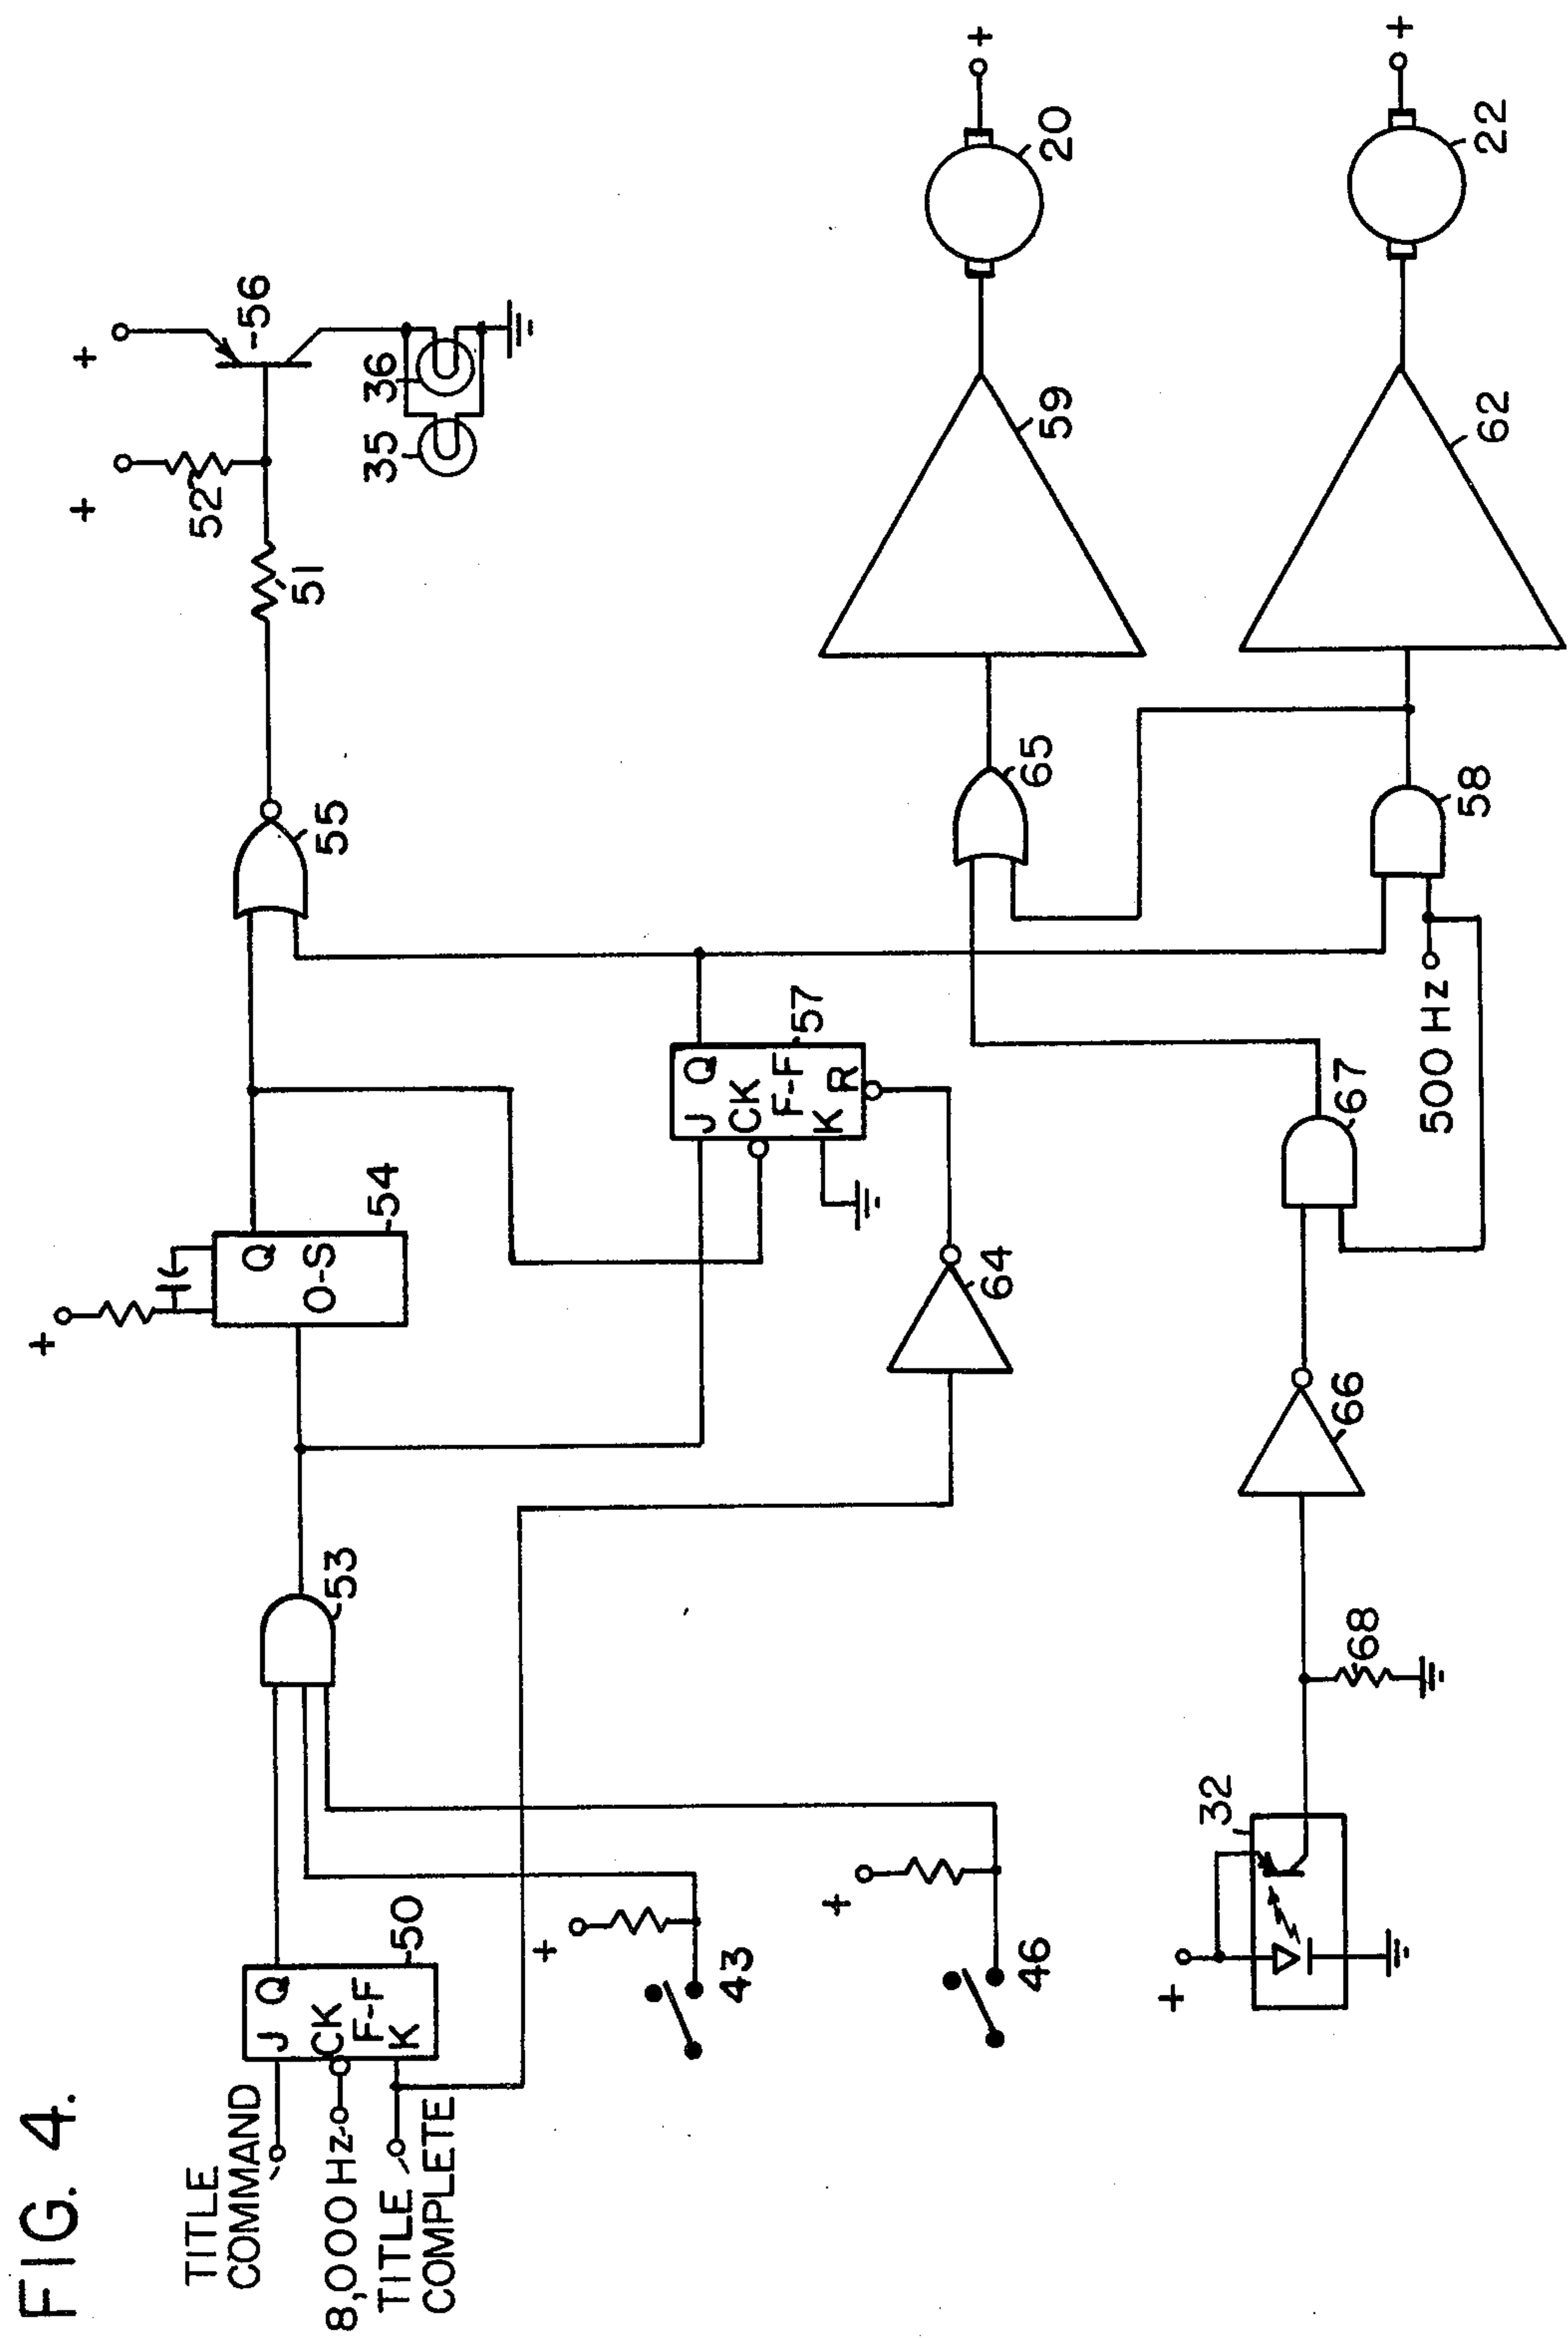 FIG. 4.
TITLE
COMMAND
8,000 Hz
TITLE
COMPLETE
J Q
CK
F-F
K
50
43
46
53
+
+
+
Q
O-S
54
J Q
CK
F-F
K R
57
64
55
51
52
+
+
56
35
36
32
+
68
66
67
500 Hz
58
65
59
62
20
22
+
+